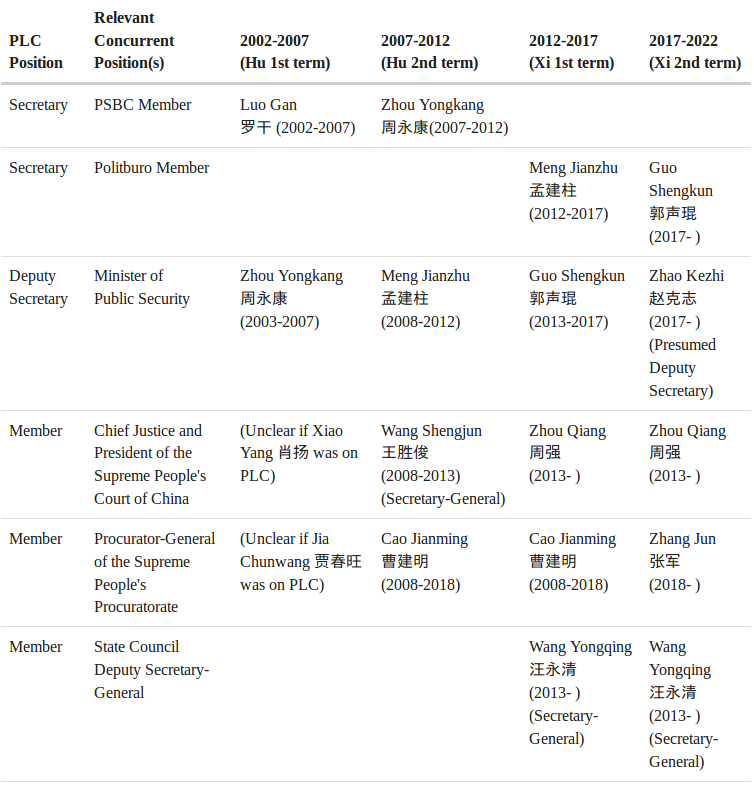 PLC Position
Relevant Concurrent Position(s)
2002-2007 (Hu 1st term)
2007-2012 (Hu 2nd term)
2012-2017 (Xi 1st term)
2017-2022 (Xi 2nd term)
Secretary
PSBC Member
Luo Gan
罗干 (2002-2007)
Zhou Yongkang
周永康(2007-2012)
Secretary
Politburo Member
Meng Jianzhu
孟建柱
(2012-2017)
Guo
Shengkun
郭声琨
(2017- )
Deputy
Secretary
Minister of
Public Security
Zhou Yongkang
周永康
(2003-2007)
Meng Jianzhu
孟建柱
(2008-2012)
Guo Shengkun
郭声琨
(2013-2017)
Zhao Kezhi
赵克志
(2017- )
(Presumed
Deputy
Secretary)
Member
Chief Justice and
President of the
Supreme People's
Court of China
(Unclear if Xiao
Yang 肖扬 was on
PLC)
Wang Shengjun
王胜俊
(2008-2013)
(Secretary-General)
Zhou Qiang
周强
(2013- )
Zhou Qiang
周强
(2013- )
Member
Procurator-General
of the Supreme
People's
Procuratorate
(Unclear if Jia
Chunwang 贾春旺
was on PLC)
Cao Jianming
曹建明
(2008-2018)
Cao Jianming
曹建明
(2008-2018)
Zhang Jun
张军
(2018- )
Member
State Council
Deputy Secretary-
General
Wang Yongqing
汪永清
(2013- )
(Secretary-
General)
Wang
Yongqing
汪永清
(2013- )
(Secretary-
General)